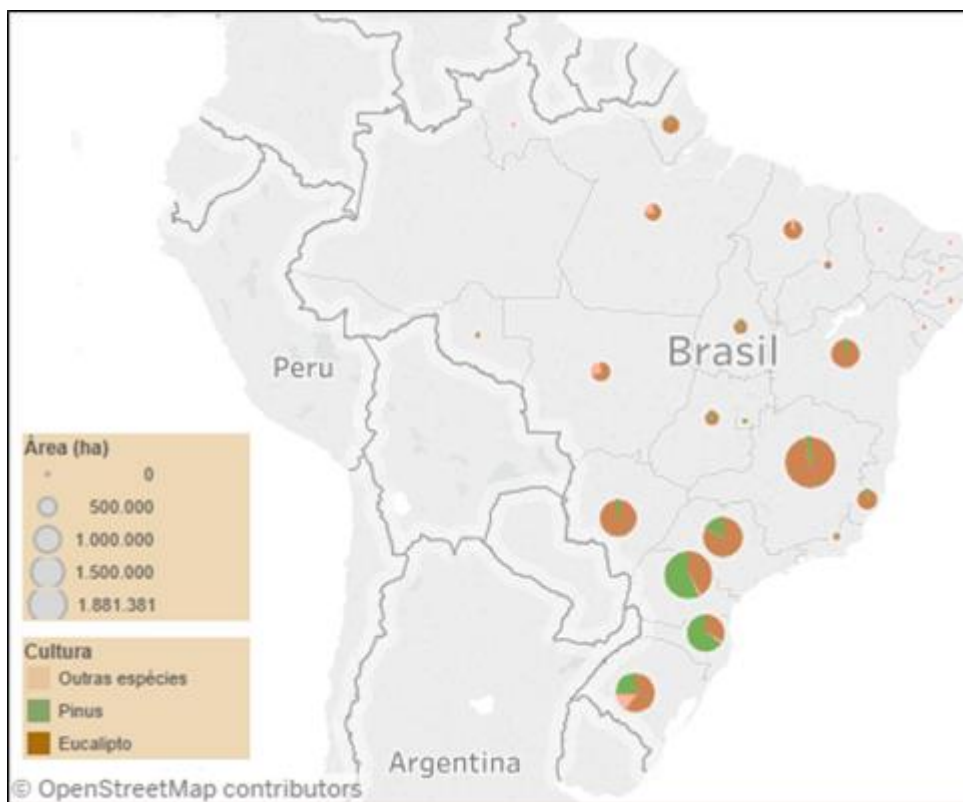 Brasil
Peru
Área (ha)
0
500.000
1.000.000
1.500.000
1.881.381
Cultura
Outras espécies
Pinus
Eucalipto
Argentina
© OpenStreetMap contributors